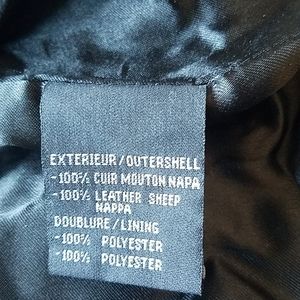 EXTERIEUR/OUTERSHELL
-100% CUIR MOUTON NAPA
-100% LEATHER SHEEP
NAPPA
DOUBLURE/LINING
-100% POLYESTER
-100% POLYESTER